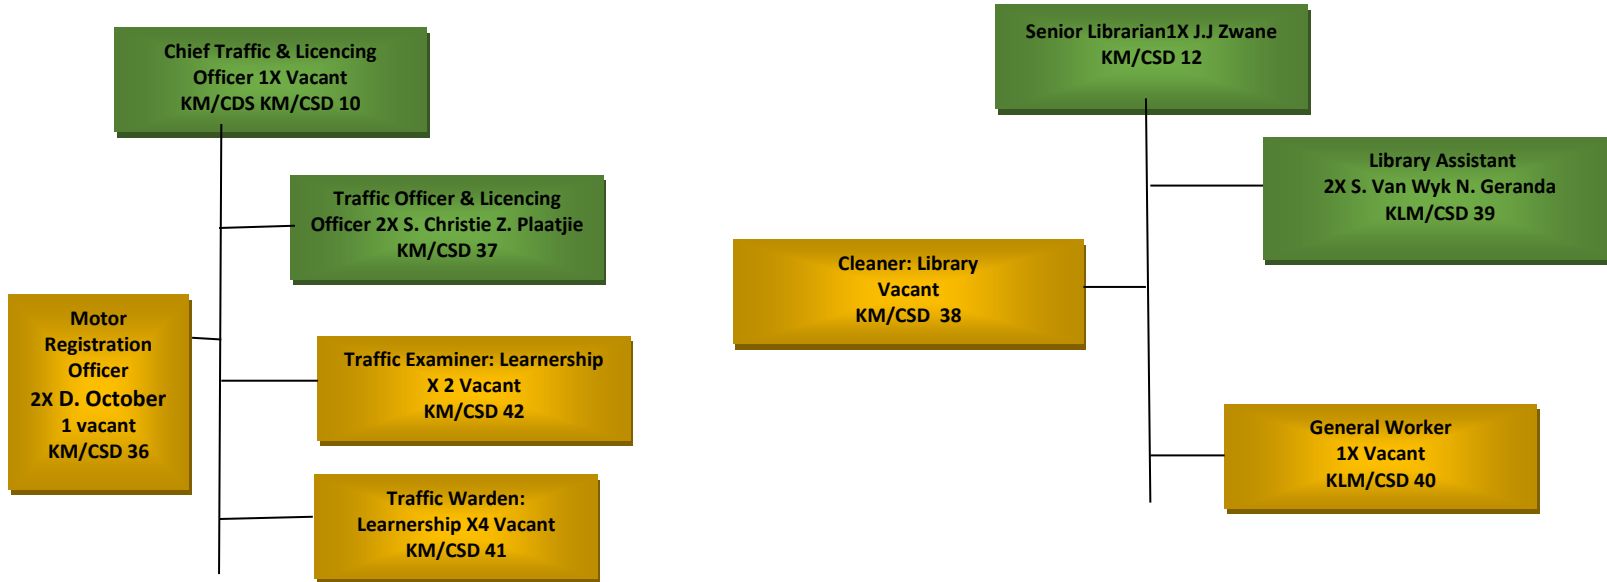 Chief Traffic & Licencing
Officer 1X Vacant
KM/CDS KM/CSD 10
Traffic Officer & Licencing
Officer 2X S. Christie Z. Plaatjie
KM/CSD 37
Motor
Registration
Officer
2X D. October
1 vacant
KM/CSD 36
Traffic Examiner: Learnership
X 2 Vacant
KM/CSD 42
Traffic Warden:
Learnership X4 Vacant
KM/CSD 41
Senior Librarian1X J.J Zwane
KM/CSD 12
Library Assistant
2X S. Van Wyk N. Geranda
KLM/CSD 39
Cleaner: Library
Vacant
KM/CSD  38
General Worker
1X Vacant
KLM/CSD 40